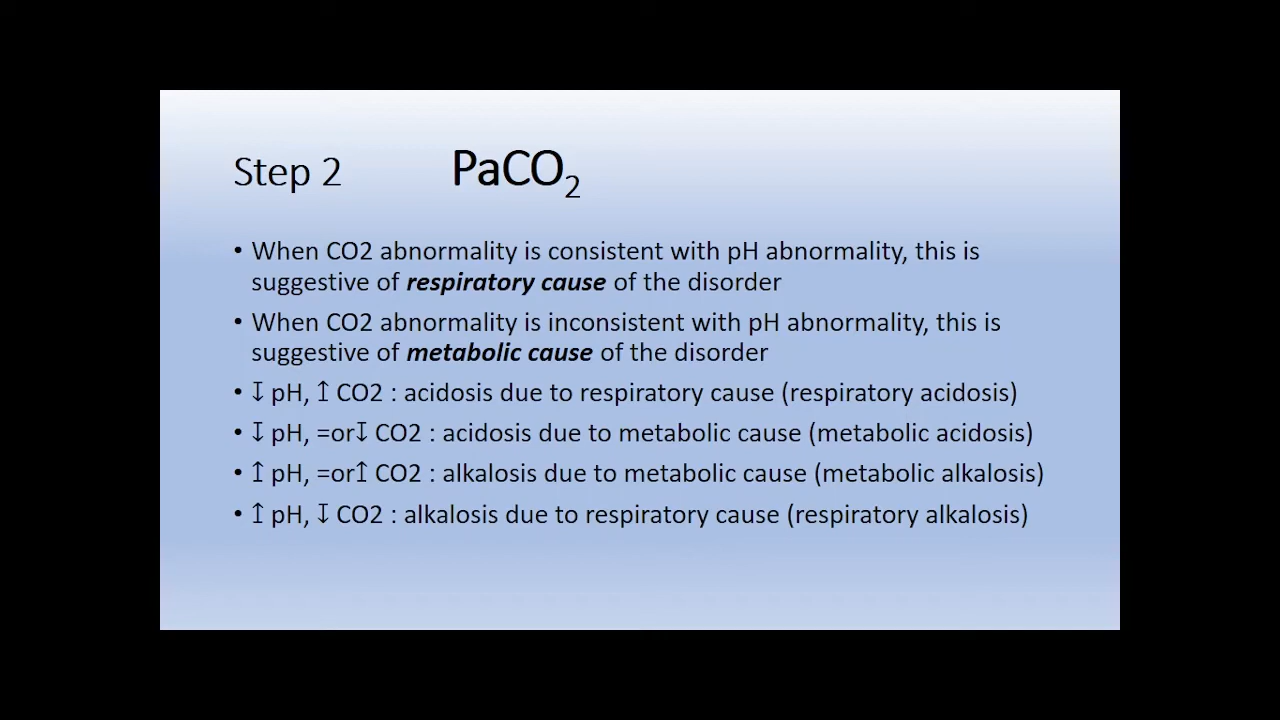 Step 2 PaCO₂
• When CO2 abnormality is consistent with pH abnormality, this is
suggestive of respiratory cause of the disorder
• When CO2 abnormality is inconsistent with pH abnormality, this is
suggestive of metabolic cause of the disorder
• ↧ pH, ↥ CO2 : acidosis due to respiratory cause (respiratory acidosis)
• ↧ pH, =or↧ CO2 : acidosis due to metabolic cause (metabolic acidosis)
• ↥ pH, =or↥ CO2 : alkalosis due to metabolic cause (metabolic alkalosis)
• ↥ pH, ↧ CO2 : alkalosis due to respiratory cause (respiratory alkalosis)